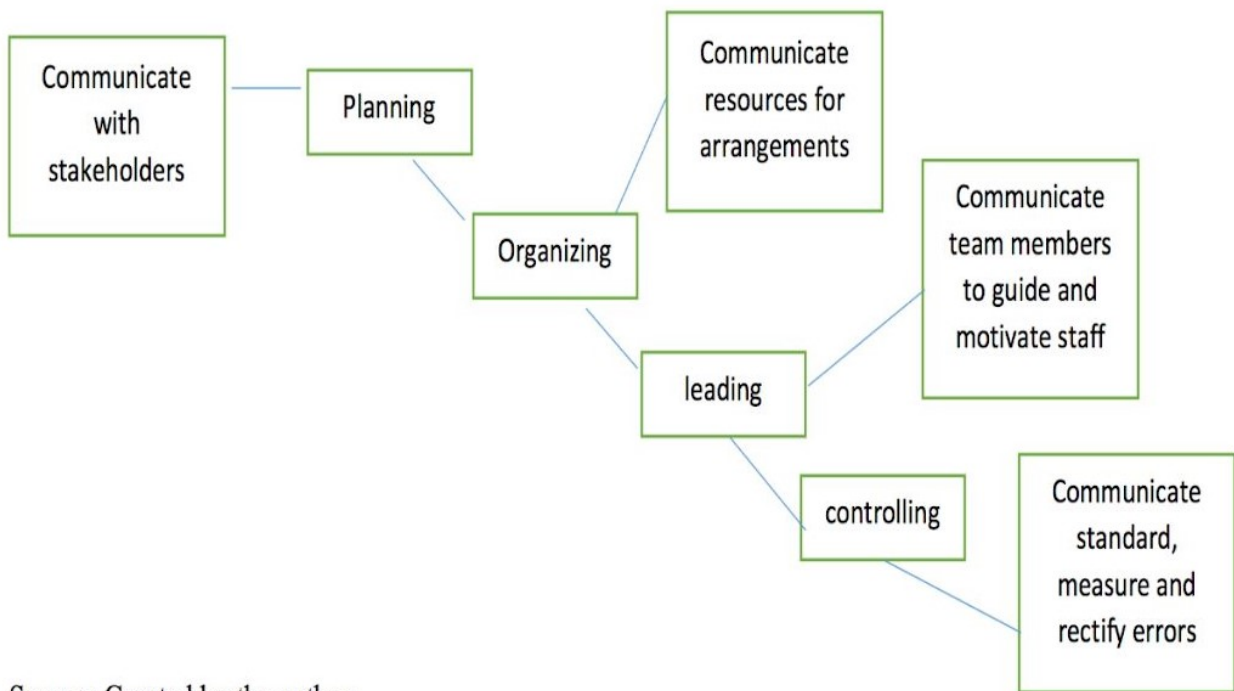 Communicate
with
stakeholders
Planning
Communicate
resources for
arrangements
Organizing
Communicate
team members
to guide and
motivate staff
leading
controlling
Communicate
standard,
measure and
rectify errors